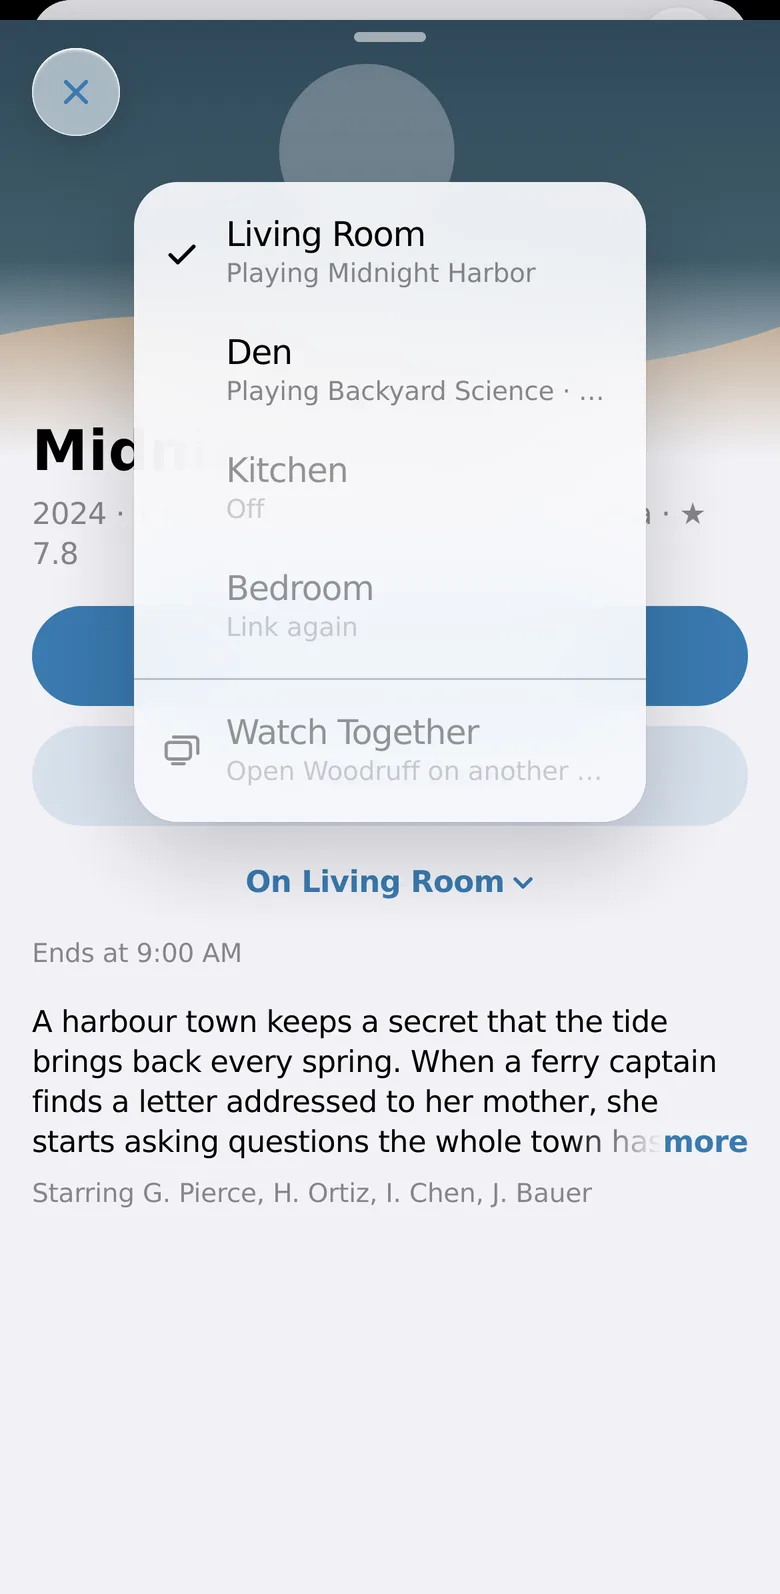 Living Room
Playing Midnight Harbor
Den
Playing Backyard Science · …
Kitchen
Off
Bedroom
Link again
Watch Together
Open Woodruff on another …
2024 ·
· ★
7.8
On Living Room
Ends at 9:00 AM
A harbour town keeps a secret that the tide
brings back every spring. When a ferry captain
finds a letter addressed to her mother, she
starts asking questions the whole town has more
Starring G. Pierce, H. Ortiz, I. Chen, J. Bauer